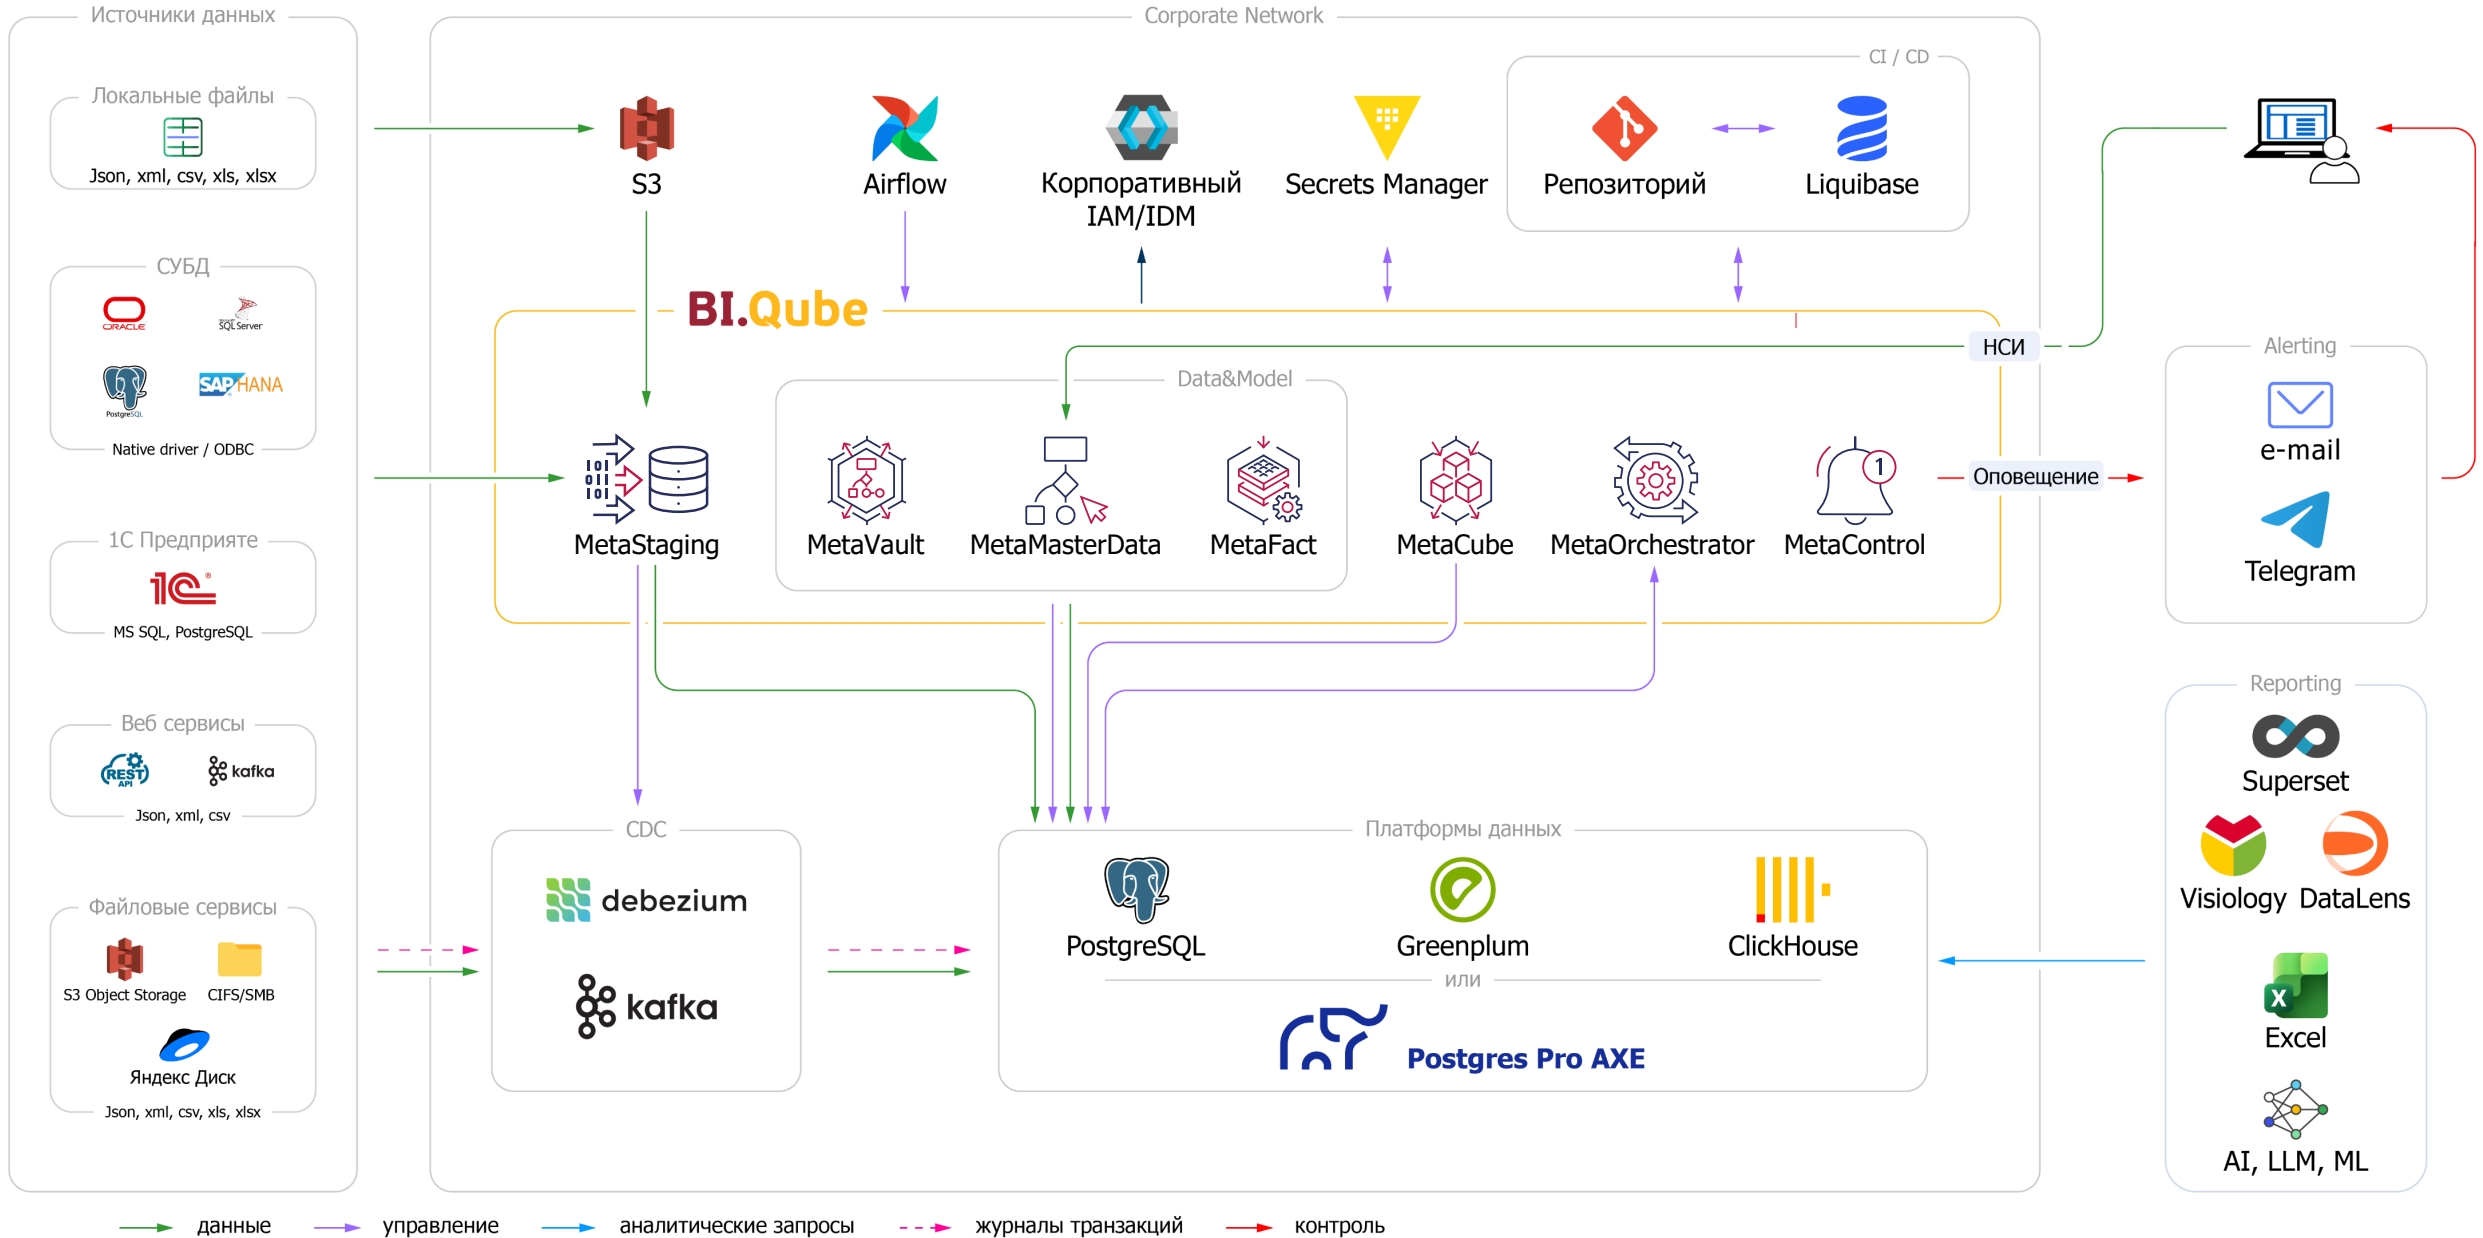 Источники данных
Локальные файлы
Json, xml, csv, xls, xlsx
СУБД
ORACLE
Microsoft
SQL Server
PostgreSQL
SAP HANA
Native driver / ODBC
1С Предприяте
1С
MS SQL, PostgreSQL
Веб сервисы
REST
API
kafka
Json, xml, csv
Файловые сервисы
S3 Object Storage
CIFS/SMB
Яндекс Диск
Json, xml, csv, xls, xlsx
Corporate Network
S3
Airflow
Корпоративный
IAM/IDM
Secrets Manager
CI / CD
Репозиторий
Liquibase
BI.Qube
НСИ
Data&Model
MetaStaging
MetaVault
MetaMasterData
MetaFact
MetaCube
MetaOrchestrator
1
MetaControl
Оповещение
CDC
debezium
kafka
Платформы данных
PostgreSQL
Greenplum
ClickHouse
или
Postgres Pro AXE
Alerting
e-mail
Telegram
Reporting
Superset
Visiology
DataLens
X
Excel
AI, LLM, ML
данные
управление
аналитические запросы
журналы транзакций
контроль